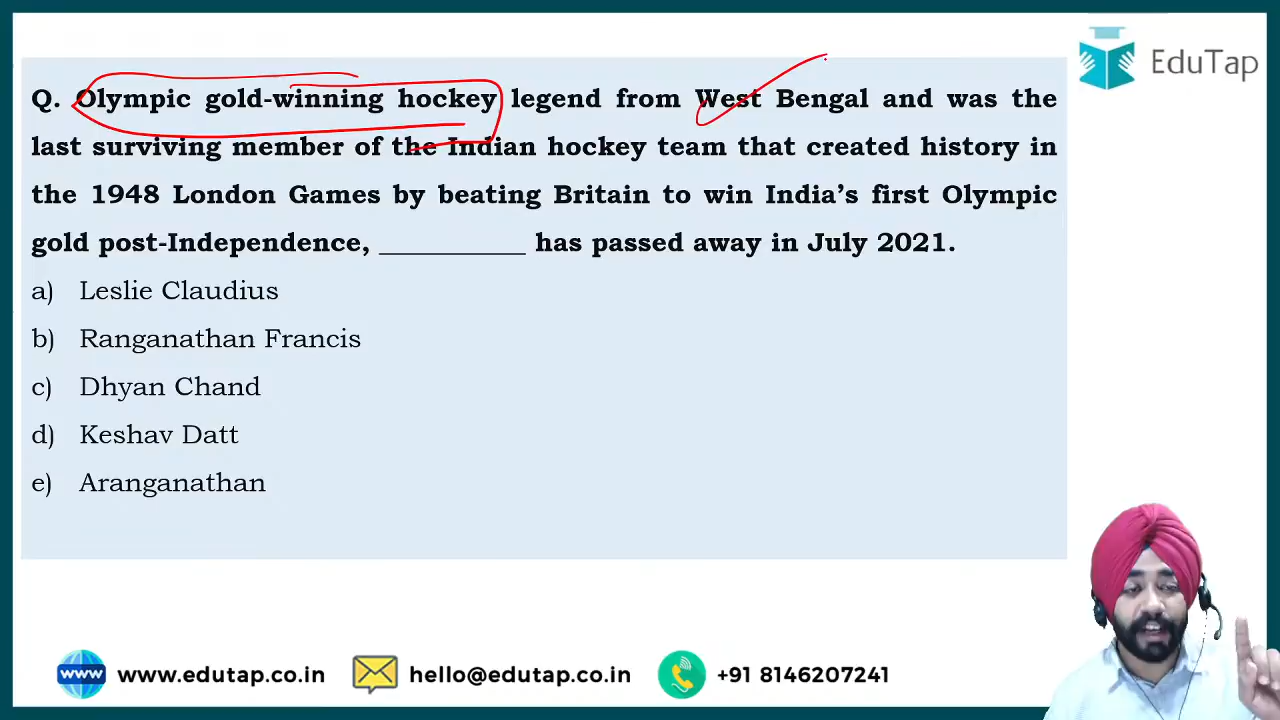 EduTap
Q. Olympic gold-winning hockey legend from West Bengal and was the
last surviving member of the Indian hockey team that created history in
the 1948 London Games by beating Britain to win India’s first Olympic
gold post-Independence, __________ has passed away in July 2021.
a) Leslie Claudius
b) Ranganathan Francis
c) Dhyan Chand
d) Keshav Datt
e) Aranganathan
www www.edutap.co.in hello@edutap.co.in +91 8146207241